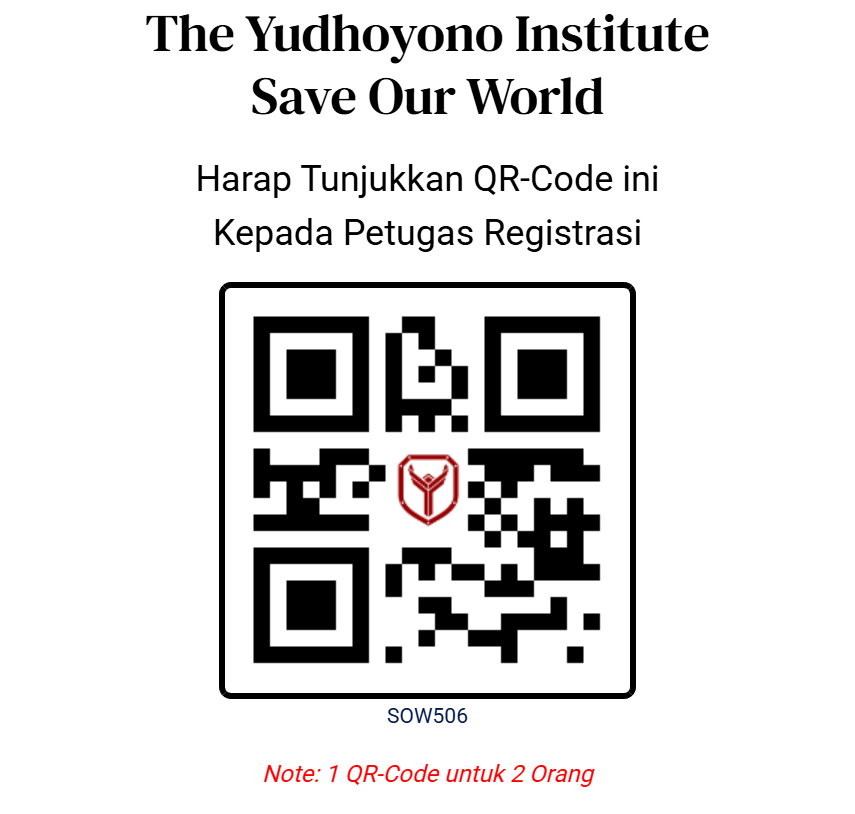 The Yudhoyono Institute
Save Our World
Harap Tunjukkan QR-Code ini
Kepada Petugas Registrasi
SOW506
Note: 1 QR-Code untuk 2 Orang